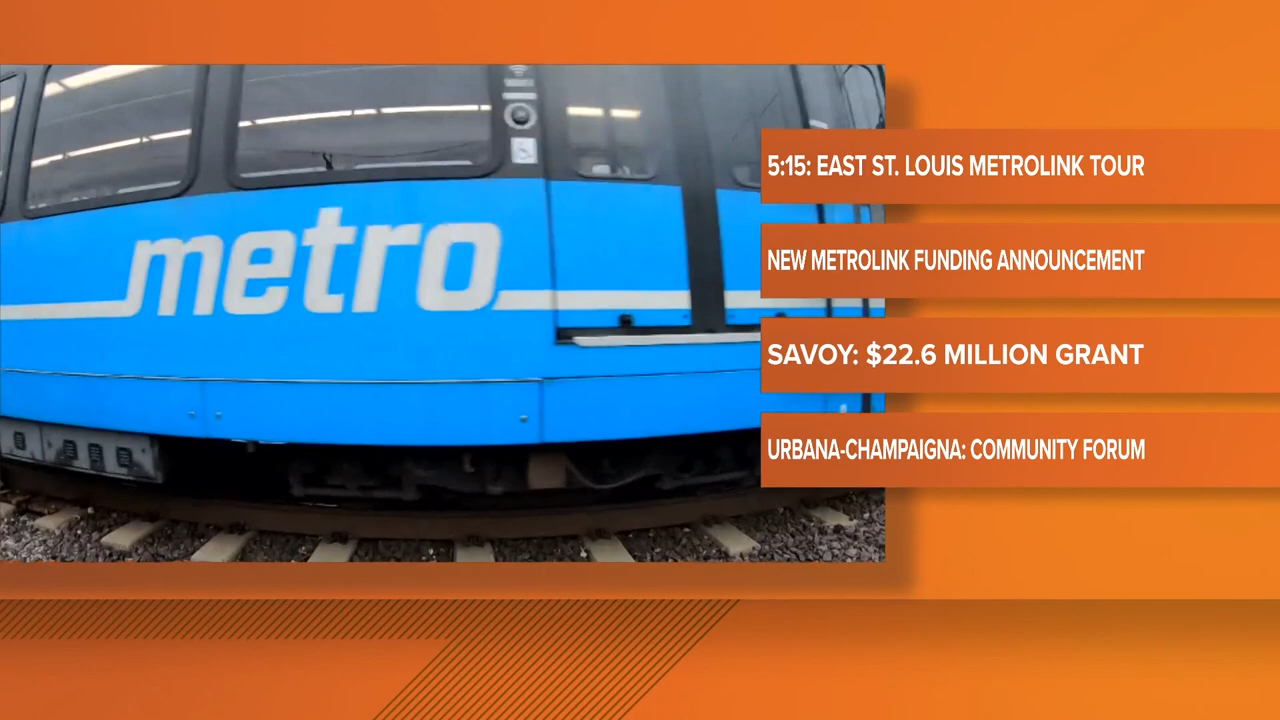 metro
5:15: EAST ST. LOUIS METROLINK TOUR
NEW METROLINK FUNDING ANNOUNCEMENT
SAVOY: $22.6 MILLION GRANT
URBANA-CHAMPAIGNA: COMMUNITY FORUM